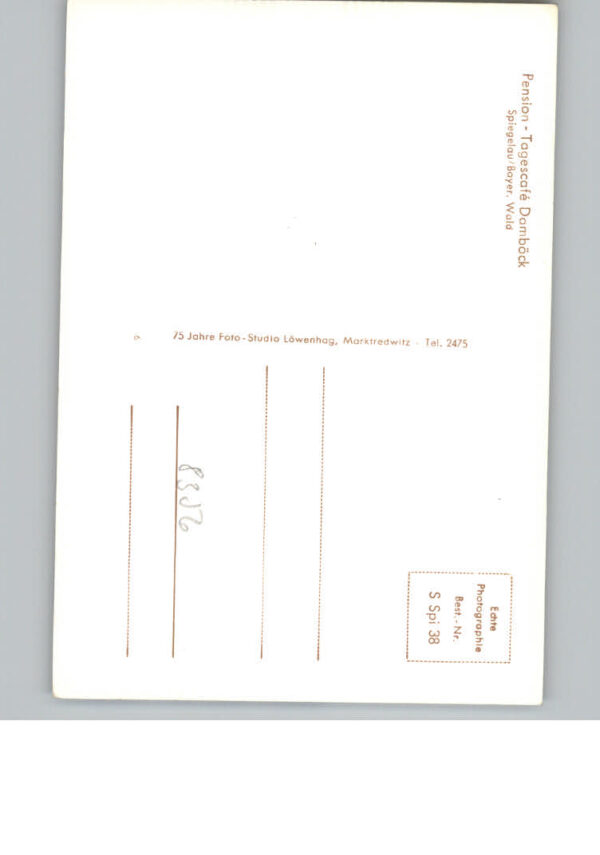 Pension - Tagescafé Damböck
Spiegelau/Bayer. Wald
Echte
Photographie
Best.-Nr.
S Spi 38
75 Jahre Foto-Studio Löwenhag, Marktredwitz - Tel. 2475
8356